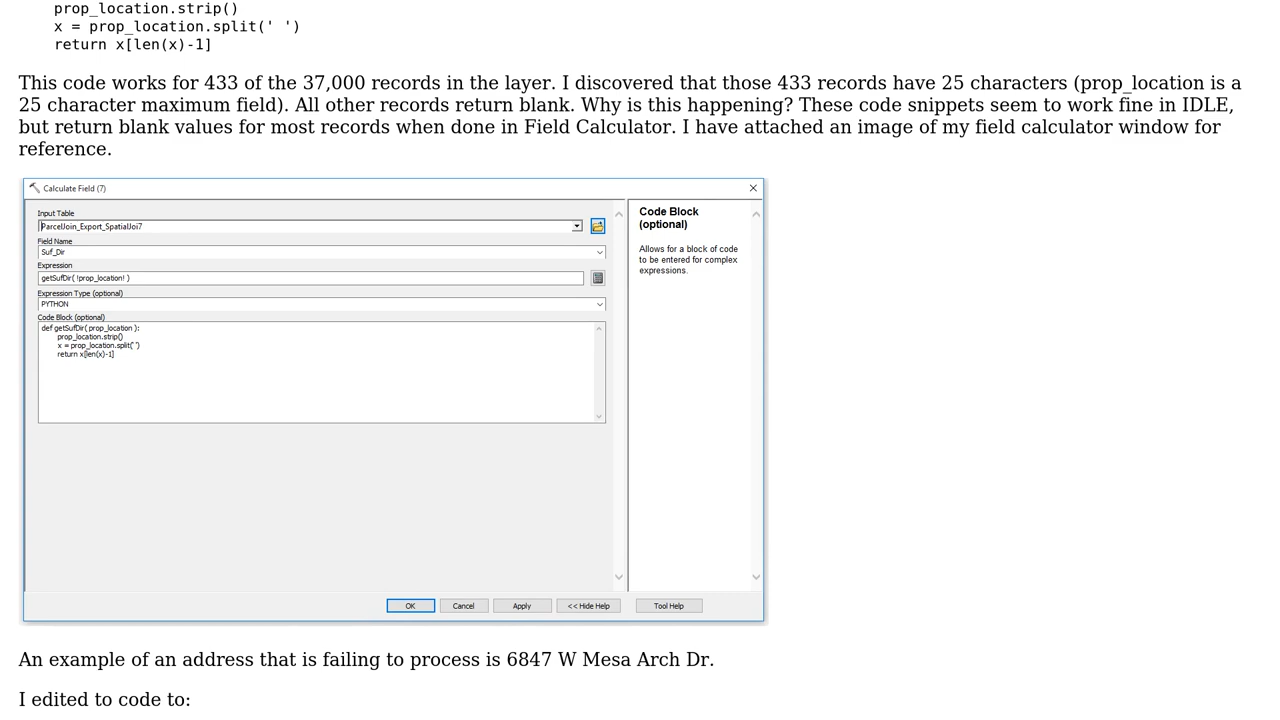 prop_location.strip()
x = prop_location.split(' ')
return x[len(x)-1]
This code works for 433 of the 37,000 records in the layer. I discovered that those 433 records have 25 characters (prop_location is a
25 character maximum field). All other records return blank. Why is this happening? These code snippets seem to work fine in IDLE,
but return blank values for most records when done in Field Calculator. I have attached an image of my field calculator window for
reference.
Calculate Field (7)
Input Table
ParcelJoin_Export_SpatialJoi7
Field Name
Suf_Dir
Expression
getSufDir( !prop_location! )
Expression Type (optional)
PYTHON
Code Block (optional)
def getSufDir( prop_location ):
prop_location.strip()
x = prop_location.split(' ')
return x[len(x)-1]
OK
Cancel
Apply
<< Hide Help
Tool Help
Code Block
(optional)
Allows for a block of code
to be entered for complex
expressions.
An example of an address that is failing to process is 6847 W Mesa Arch Dr.
I edited to code to: